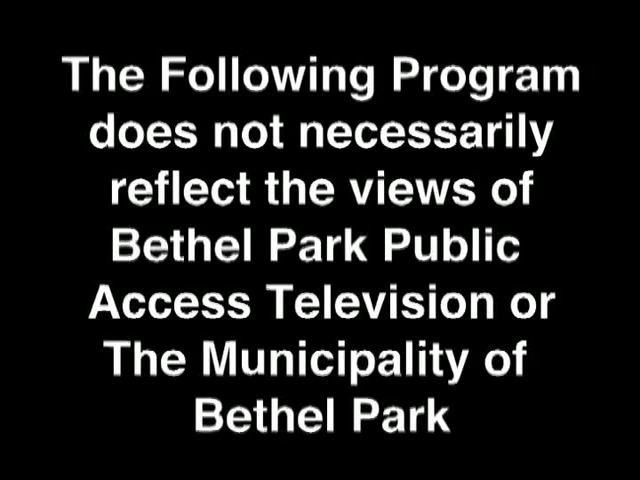 The Following Program
does not necessarily
reflect the views of
Bethel Park Public
Access Television or
The Municipality of
Bethel Park